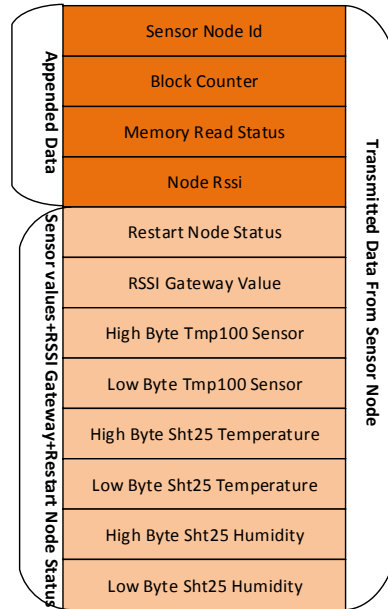 Appended Data
Sensor Node Id
Block Counter
Memory Read Status
Node Rssi
Sensor values+RSSI Gateway+Restart Node Status
Restart Node Status
RSSI Gateway Value
High Byte Tmp100 Sensor
Low Byte Tmp100 Sensor
High Byte Sht25 Temperature
Low Byte Sht25 Temperature
High Byte Sht25 Humidity
Low Byte Sht25 Humidity
Transmitted Data From Sensor Node